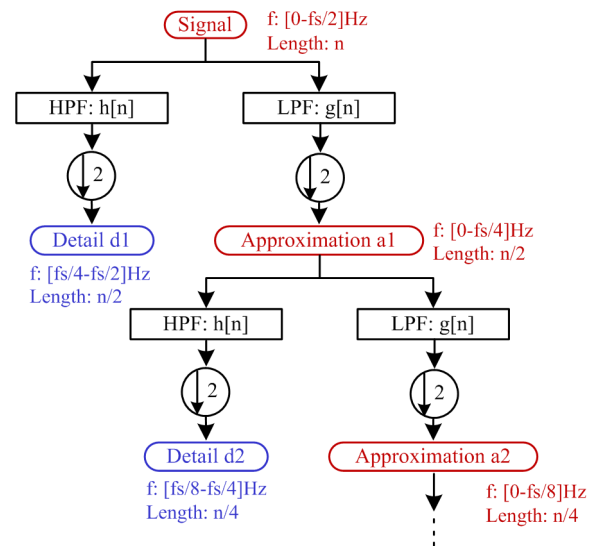 Signal
f: [0-fs/2]Hz
Length: n
HPF: h[n]
LPF: g[n]
2
2
Detail d1
Approximation a1
f: [0-fs/4]Hz
Length: n/2
f: [fs/4-fs/2]Hz
Length: n/2
HPF: h[n]
LPF: g[n]
2
2
Detail d2
Approximation a2
f: [fs/8-fs/4]Hz
Length: n/4
f: [0-fs/8]Hz
Length: n/4